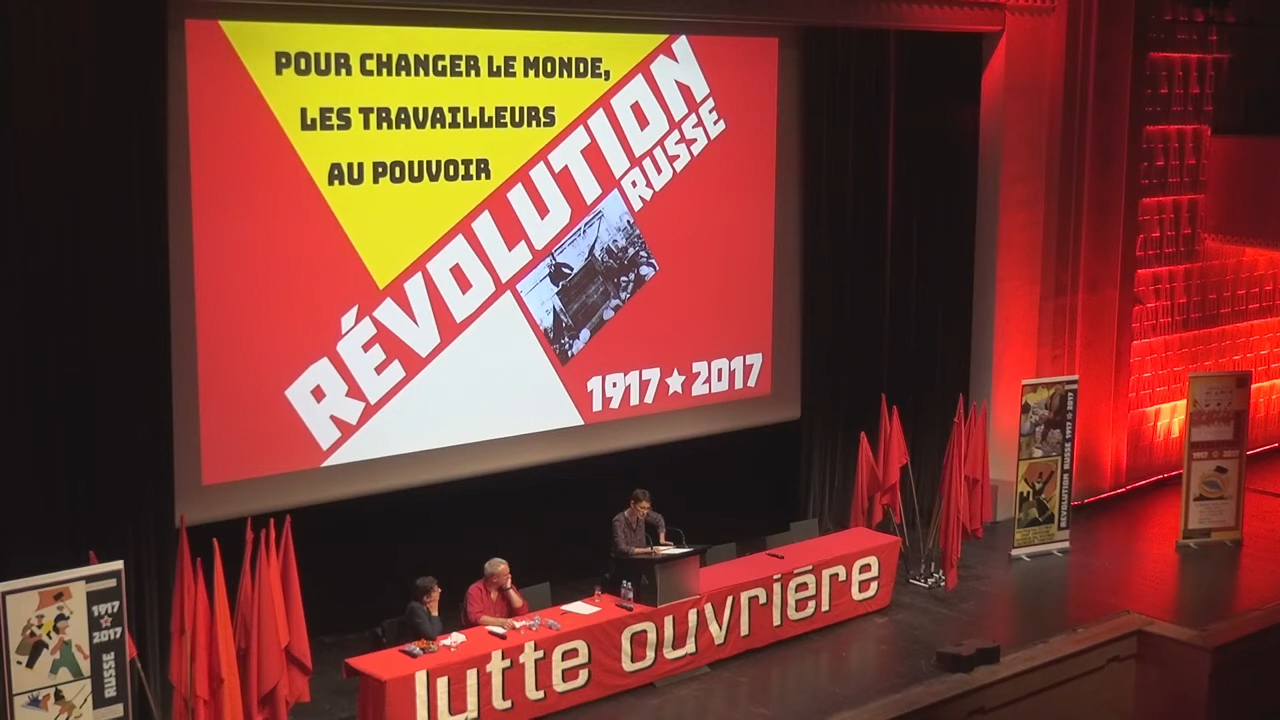 POUR CHANGER LE MONDE,
LES TRAVAILLEURS
AU POUVOIR
RÉVOLUTION
RUSSE
1917★2017
lutte ouvrière
1917
★
2017
RUSSE
RÉVOLUTION RUSSE 1917★2017
1917 ★ 2017